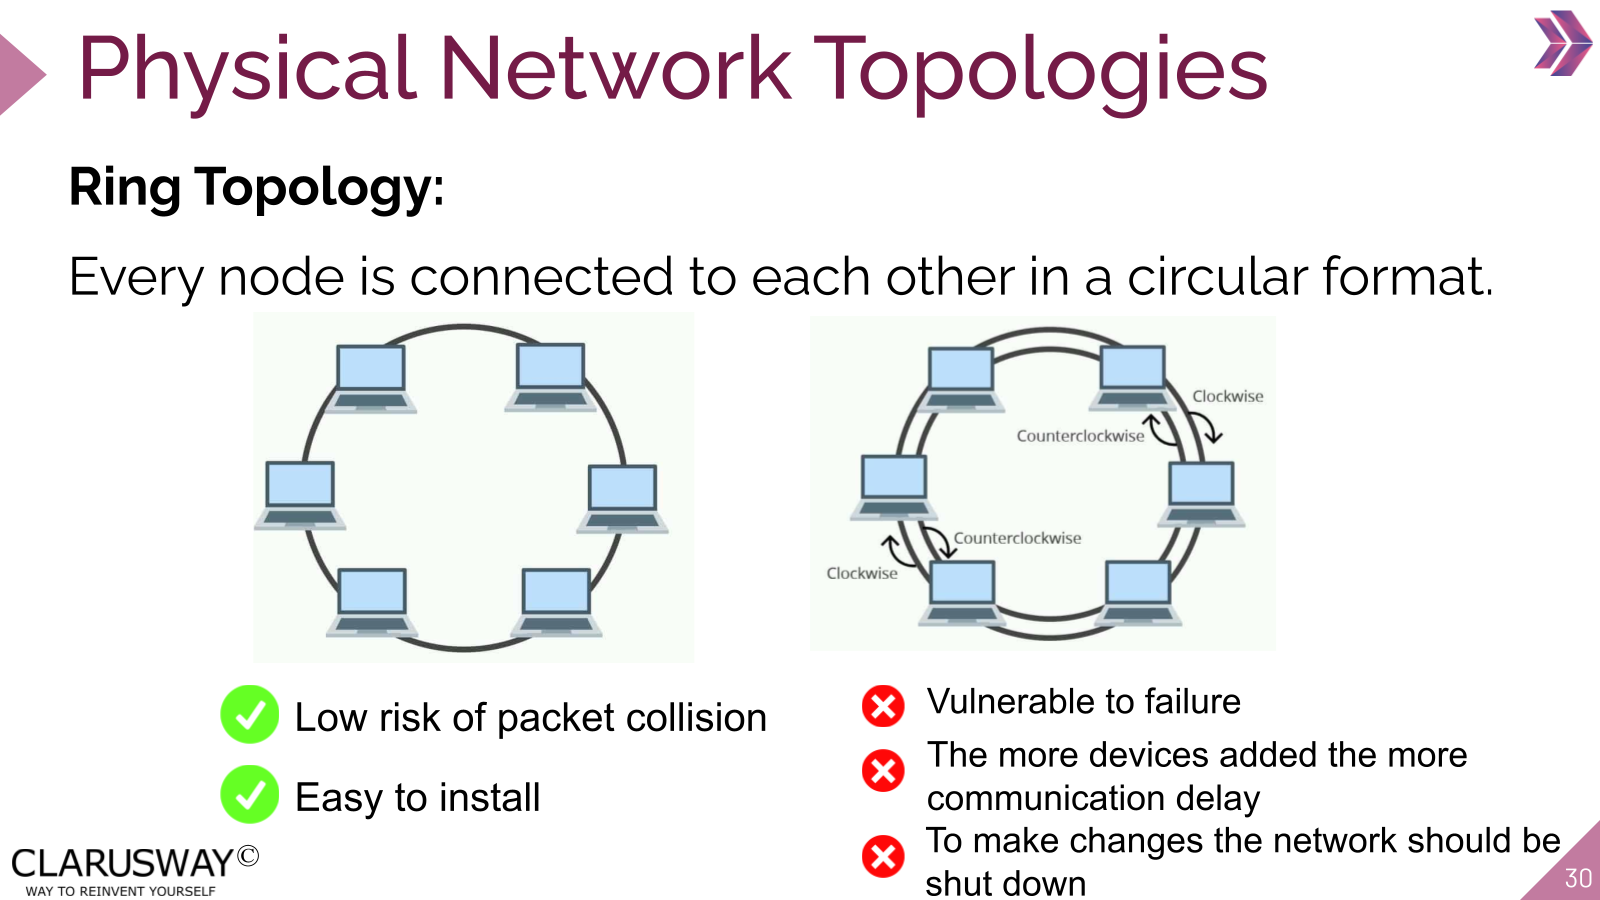 Physical Network Topologies
Ring Topology:
Every node is connected to each other in a circular format.
Clockwise
Counterclockwise
Counterclockwise
Clockwise
Low risk of packet collision
Easy to install
Vulnerable to failure
The more devices added the more
communication delay
To make changes the network should be
shut down
CLARUSWAY©
WAY TO REINVENT YOURSELF
30